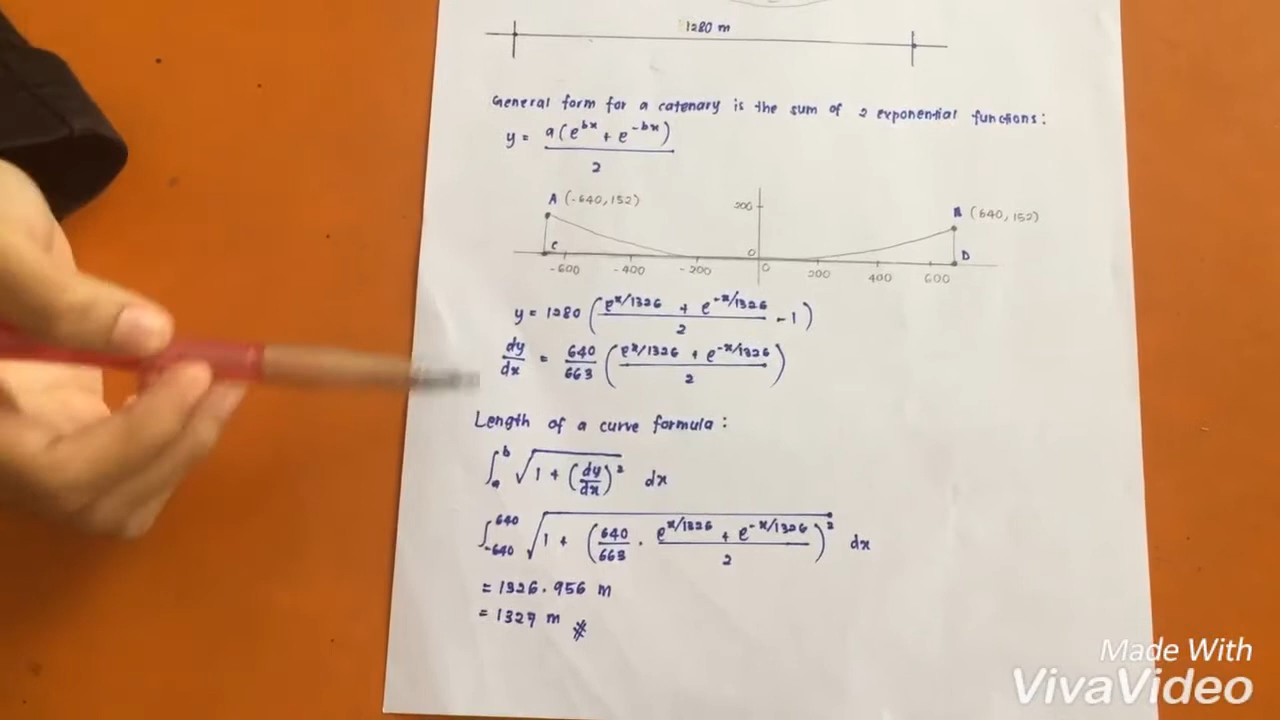 1280 m
General form for a catenary is the sum of 2 exponential functions:
y = a(e^bx + e^-bx) / 2
A (-640, 152)
200
B (640, 152)
C
0
D
-600 -400 -200 0 200 400 600
y = 1280 ( (e^x/1326 + e^-x/1326) / 2 - 1 )
dy/dx = 640/663 ( (e^x/1326 + e^-x/1326) / 2 )
Length of a curve formula:
∫_a^b √(1 + (dy/dx)^2) dx
∫_-640^640 √(1 + (640/663 · (e^x/1326 + e^-x/1326) / 2)^2) dx
= 1326.956 m
= 1327 m
Made With
VivaVideo